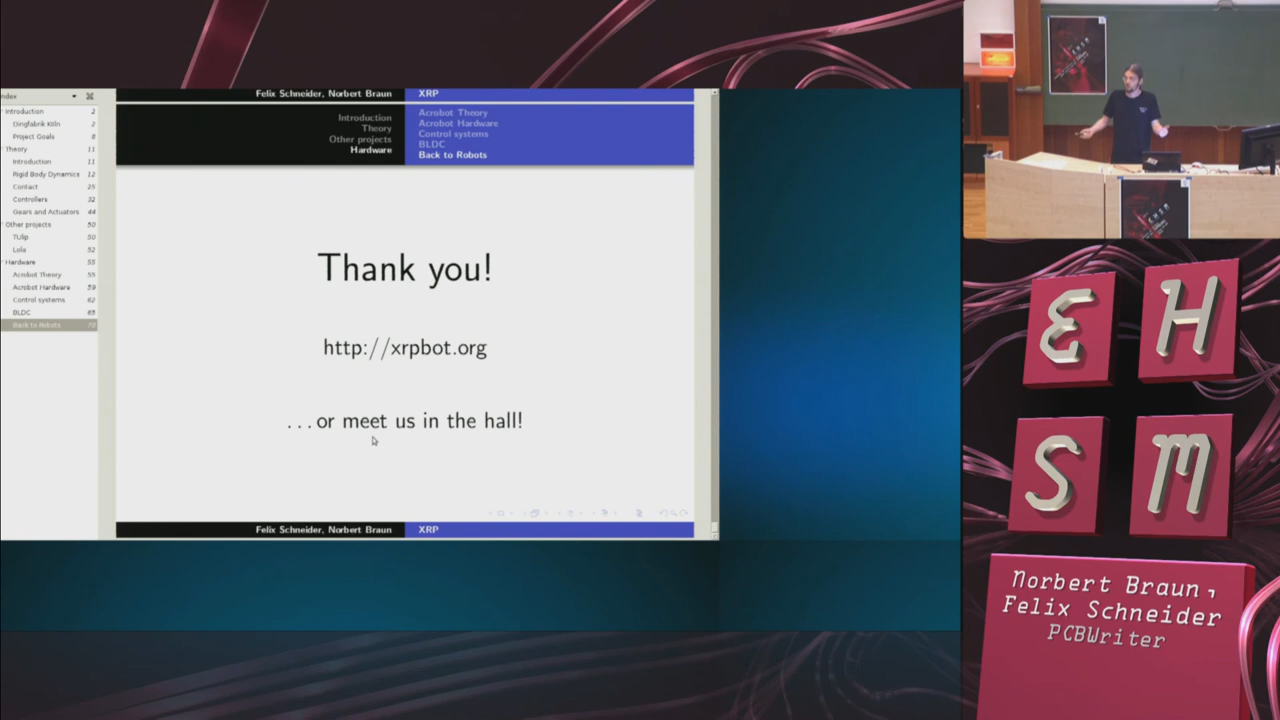 ndex
Introduction 2
Dingfabrik Köln 2
Project Goals 8
Theory 11
Introduction 11
Rigid Body Dynamics 12
Contact 25
Controllers 32
Gears and Actuators 44
Other projects 50
TUlip 50
Lola 52
Hardware 55
Acrobot Theory 55
Acrobot Hardware 59
Control systems 62
BLDC 65
Back to Robots 70
Felix Schneider, Norbert Braun XRP
Introduction
Theory
Other projects
Hardware
Acrobot Theory
Acrobot Hardware
Control systems
BLDC
Back to Robots
Thank you!
http://xrpbot.org
...or meet us in the hall!
Felix Schneider, Norbert Braun XRP
EH
SM
Norbert Braun,
Felix Schneider
PCBWriter